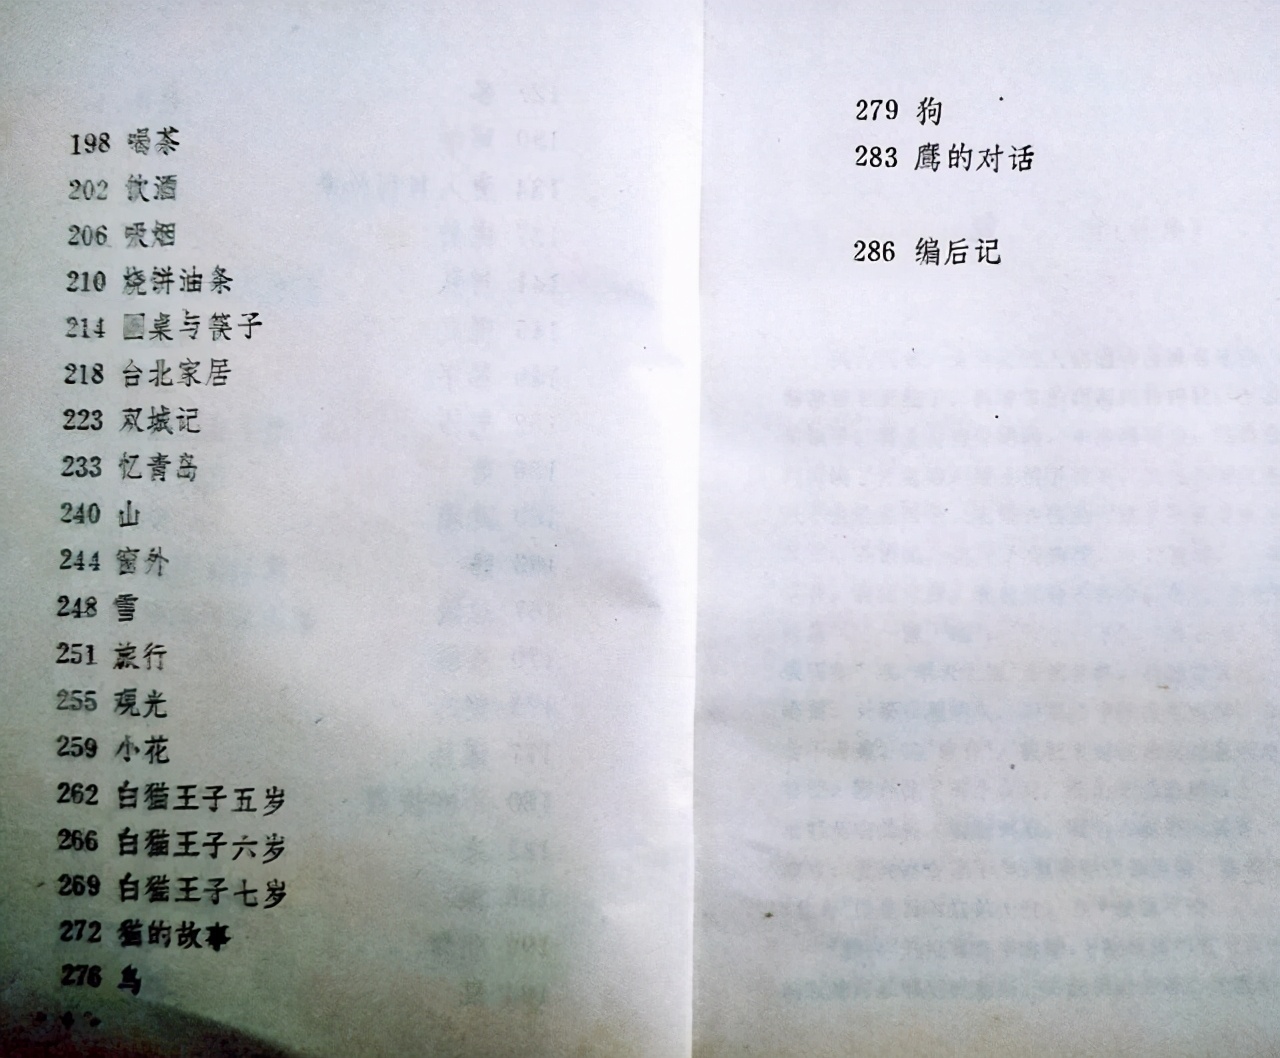 198 喝茶
202 饮酒
206 吸烟
210 烧饼油条
214 圆桌与筷子
218 台北家居
223 双城记
233 忆青岛
240 山
244 窗外
248 雪
251 旅行
255 观光
259 小花
262 白猫王子五岁
266 白猫王子六岁
269 白猫王子七岁
272 猫的故事
276 鸟
279 狗
283 鹰的对话
286 编后记